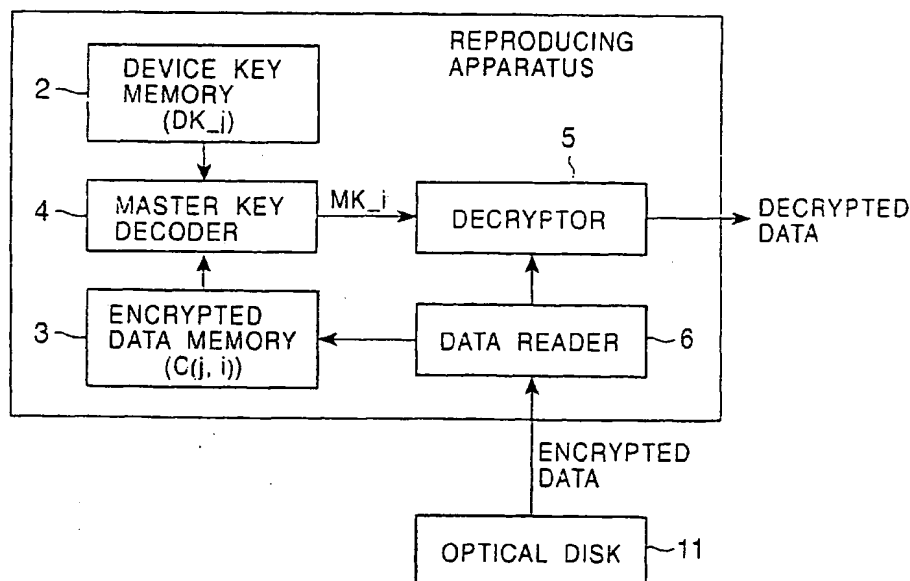 REPRODUCING
APPARATUS
2
DEVICE KEY
MEMORY
(DK_j)
4
MASTER KEY
DECODER
MK_i
5
DECRYPTOR
DECRYPTED
DATA
3
ENCRYPTED
DATA MEMORY
(C(j, i))
DATA READER
6
ENCRYPTED
DATA
OPTICAL DISK
11